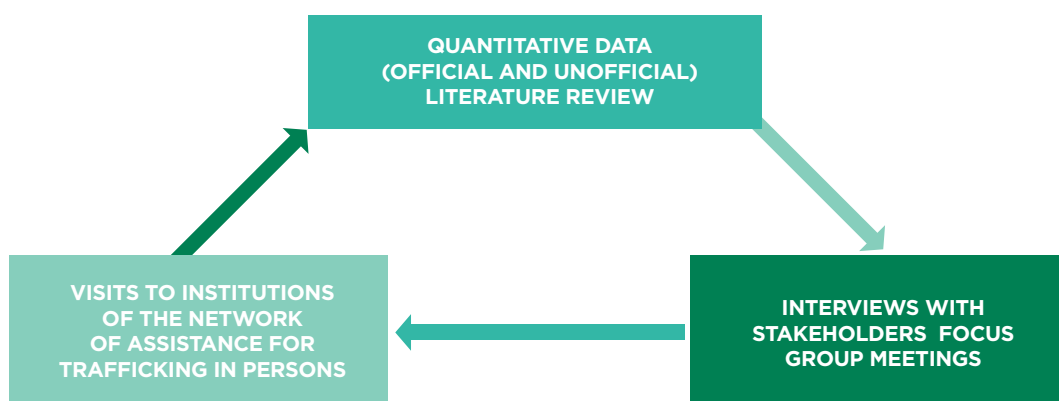 QUANTITATIVE DATA
(OFFICIAL AND UNOFFICIAL)
LITERATURE REVIEW
VISITS TO INSTITUTIONS
OF THE NETWORK
OF ASSISTANCE FOR
TRAFFICKING IN PERSONS
INTERVIEWS WITH
STAKEHOLDERS  FOCUS
GROUP MEETINGS